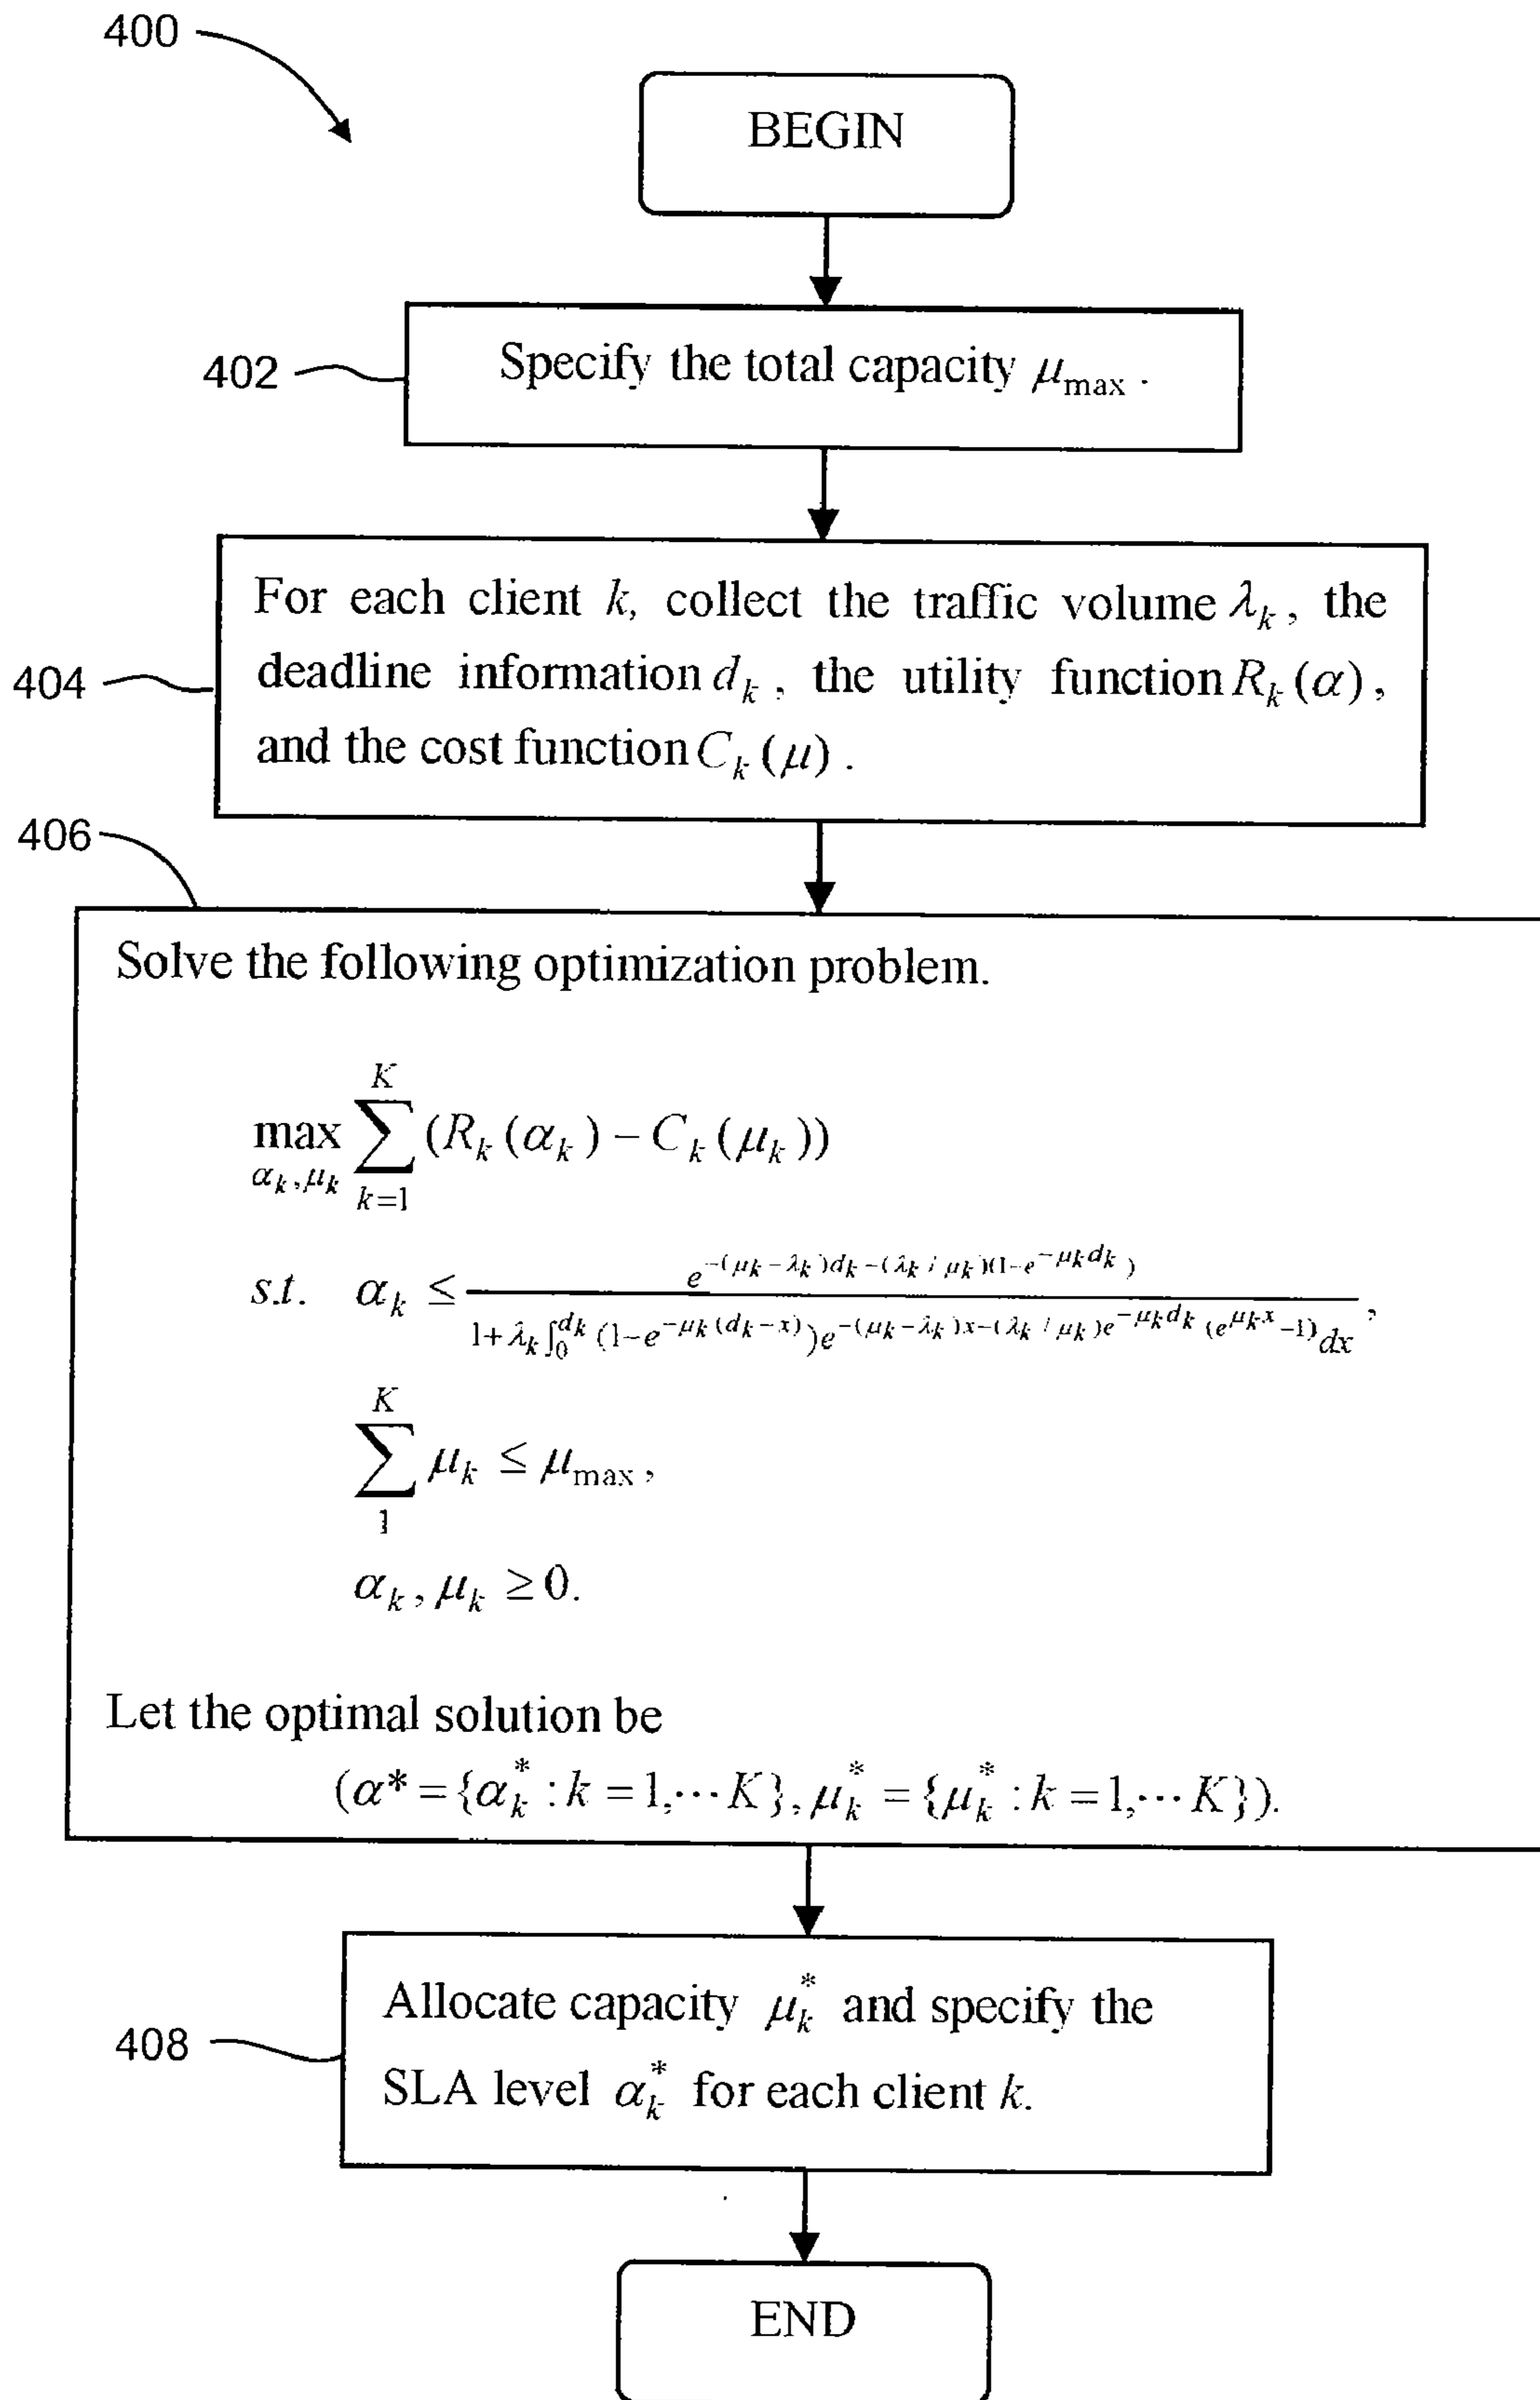 400
BEGIN
402
Specify the total capacity μ_max .
404
For each client k, collect the traffic volume λ_k , the
deadline information d_k , the utility function R_k (α) ,
and the cost function C_k (μ) .
406
Solve the following optimization problem.
max_{α_k , μ_k} ∑_{k=1}^{K} (R_k (α_k ) − C_k (μ_k ))
s.t. α_k ≤ \frac{e^{−(μ_k − λ_k )d_k −(λ_k / μ_k )(1−e^{−μ_k d_k} )}}{1+ λ_k ∫_0^{d_k} (1−e^{−μ_k (d_k −x)} )e^{−(μ_k − λ_k )x−(λ_k / μ_k )e^{−μ_k d_k} (e^{μ_k x} −1)} dx} ,
∑_1^K μ_k ≤ μ_max ,
α_k , μ_k ≥ 0.
Let the optimal solution be
(α* = {α_k^* : k = 1,⋯ K}, μ_k^* = {μ_k^* : k = 1,⋯ K}).
408
Allocate capacity μ_k^* and specify the
SLA level α_k^* for each client k.
END